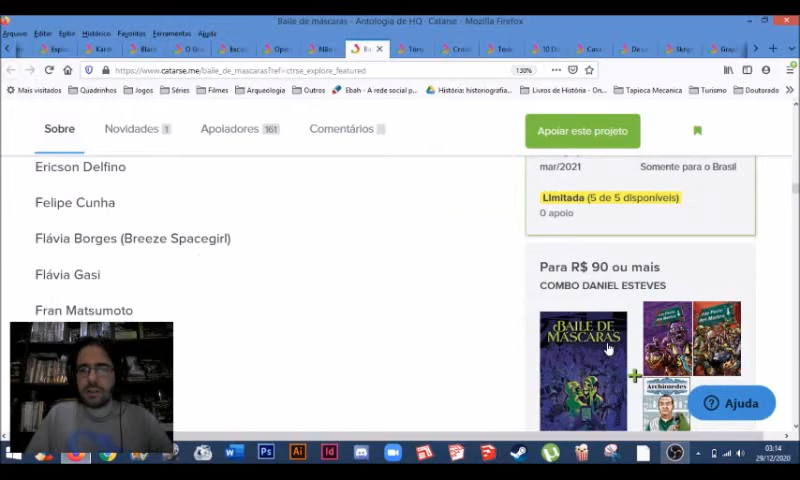 Baile de máscaras - Antologia de HQ · Catarse - Mozilla Firefox
Arquivo Editar Exibir Histórico Favoritos Ferramentas Ajuda
https://www.catarse.me/baile_de_mascaras?ref=ctrse_explore_featured
130%
Mais visitados Quadrinhos Jogos Séries Filmes Arqueologia Outros Ebah - A rede social p... História: historiografia... Livros de História - On... Tapioca Mecanica Turismo Doutorado
Sobre Novidades 1 Apoiadores 161 Comentários
Apoiar este projeto
Ericson Delfino
Felipe Cunha
Flávia Borges (Breeze Spacegirl)
Flávia Gasi
Fran Matsumoto
mar/2021 Somente para o Brasil
Limitada (5 de 5 disponíveis)
0 apoio
Para R$ 90 ou mais
COMBO DANIEL ESTEVES
BAILE DE
MÁSCARAS
+
Archimedes
Ajuda
Ps Ai Id
03:14
29/12/2020